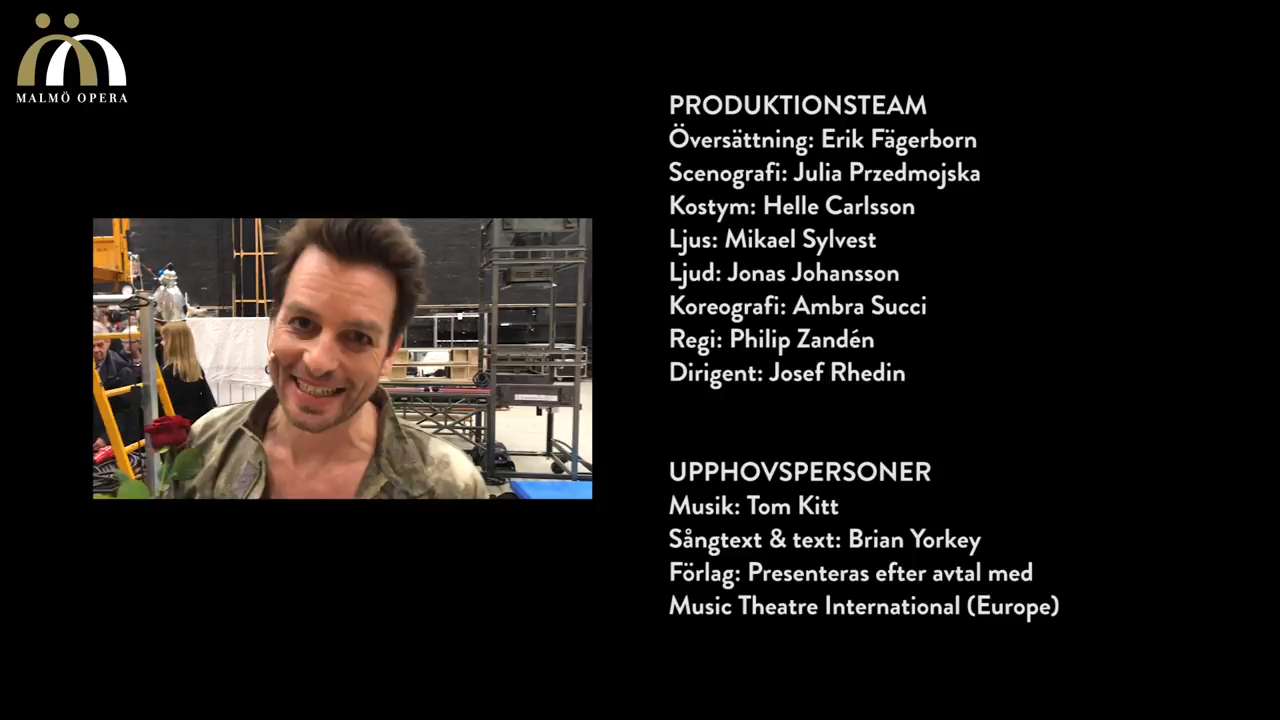 MALMÖ OPERA
PRODUKTIONSTEAM
Översättning: Erik Fägerborn
Scenografi: Julia Przedmojska
Kostym: Helle Carlsson
Ljus: Mikael Sylvest
Ljud: Jonas Johansson
Koreografi: Ambra Succi
Regi: Philip Zandén
Dirigent: Josef Rhedin
UPPHOVSPERSONER
Musik: Tom Kitt
Sångtext & text: Brian Yorkey
Förlag: Presenteras efter avtal med
Music Theatre International (Europe)